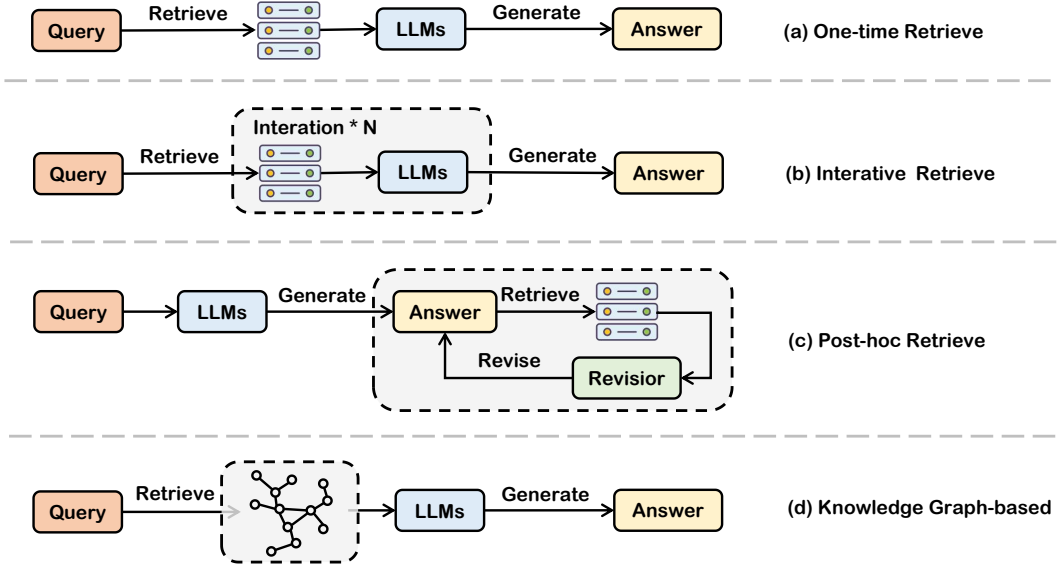 Query
Retrieve
LLMs
Generate
Answer
(a) One-time Retrieve
Interation * N
Query
Retrieve
LLMs
Generate
Answer
(b) Interative Retrieve
Query
LLMs
Generate
Answer
Retrieve
Revise
Revisior
(c) Post-hoc Retrieve
Query
Retrieve
LLMs
Generate
Answer
(d) Knowledge Graph-based